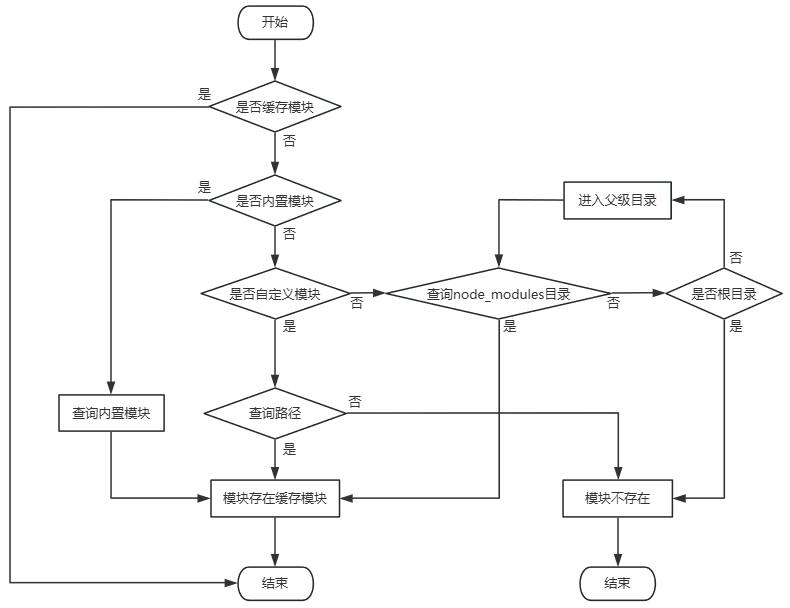 开始
是
是否缓存模块
否
是
是否内置模块
进入父级目录
否
否
是否自定义模块
否
查询node_modules目录
否
是否根目录
是
是
是
查询内置模块
查询路径
否
是
模块存在缓存模块
模块不存在
结束
结束